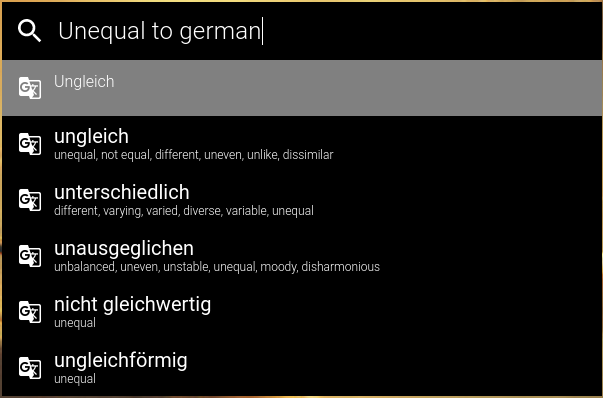 Unequal to german
Ungleich
ungleich
unequal, not equal, different, uneven, unlike, dissimilar
unterschiedlich
different, varying, varied, diverse, variable, unequal
unausgeglichen
unbalanced, uneven, unstable, unequal, moody, disharmonious
nicht gleichwertig
unequal
ungleichförmig
unequal